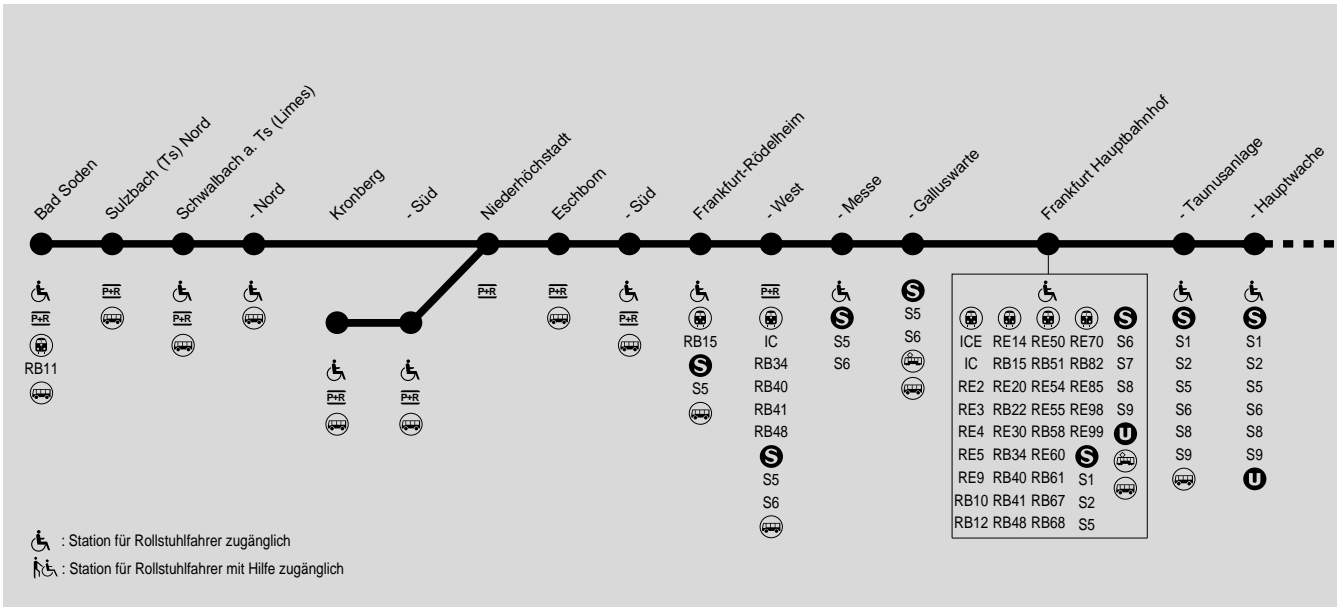 Bad Soden
Sulzbach (Ts) Nord
Schwalbach a. Ts (Limes)
- Nord
Kronberg
- Süd
Niederhöchstadt
Eschborn
- Süd
Frankfurt-Rödelheim
- West
- Messe
- Galluswarte
Frankfurt Hauptbahnhof
- Taunusanlage
- Hauptwache
P+R
RB11
P+R
P+R
P+R
P+R
P+R
P+R
P+R
RB15
S
S5
P+R
IC
RB34
RB40
RB41
RB48
S
S5
S6
S
S5
S6
S
S5
S6
S
ICE RE14 RE50 RE70 S6
IC RB15 RB51 RB82 S7
RE2 RE20 RE54 RE85 S8
RE3 RB22 RE55 RE98 S9
RE4 RE30 RB58 RE99 U
RE5 RB34 RE60 S
RE9 RB40 RB61 S1
RB10 RB41 RB67 S2
RB12 RB48 RB68 S5
S
S1
S2
S5
S6
S8
S9
S
S1
S2
S5
S6
S8
S9
U
: Station für Rollstuhlfahrer zugänglich
: Station für Rollstuhlfahrer mit Hilfe zugänglich